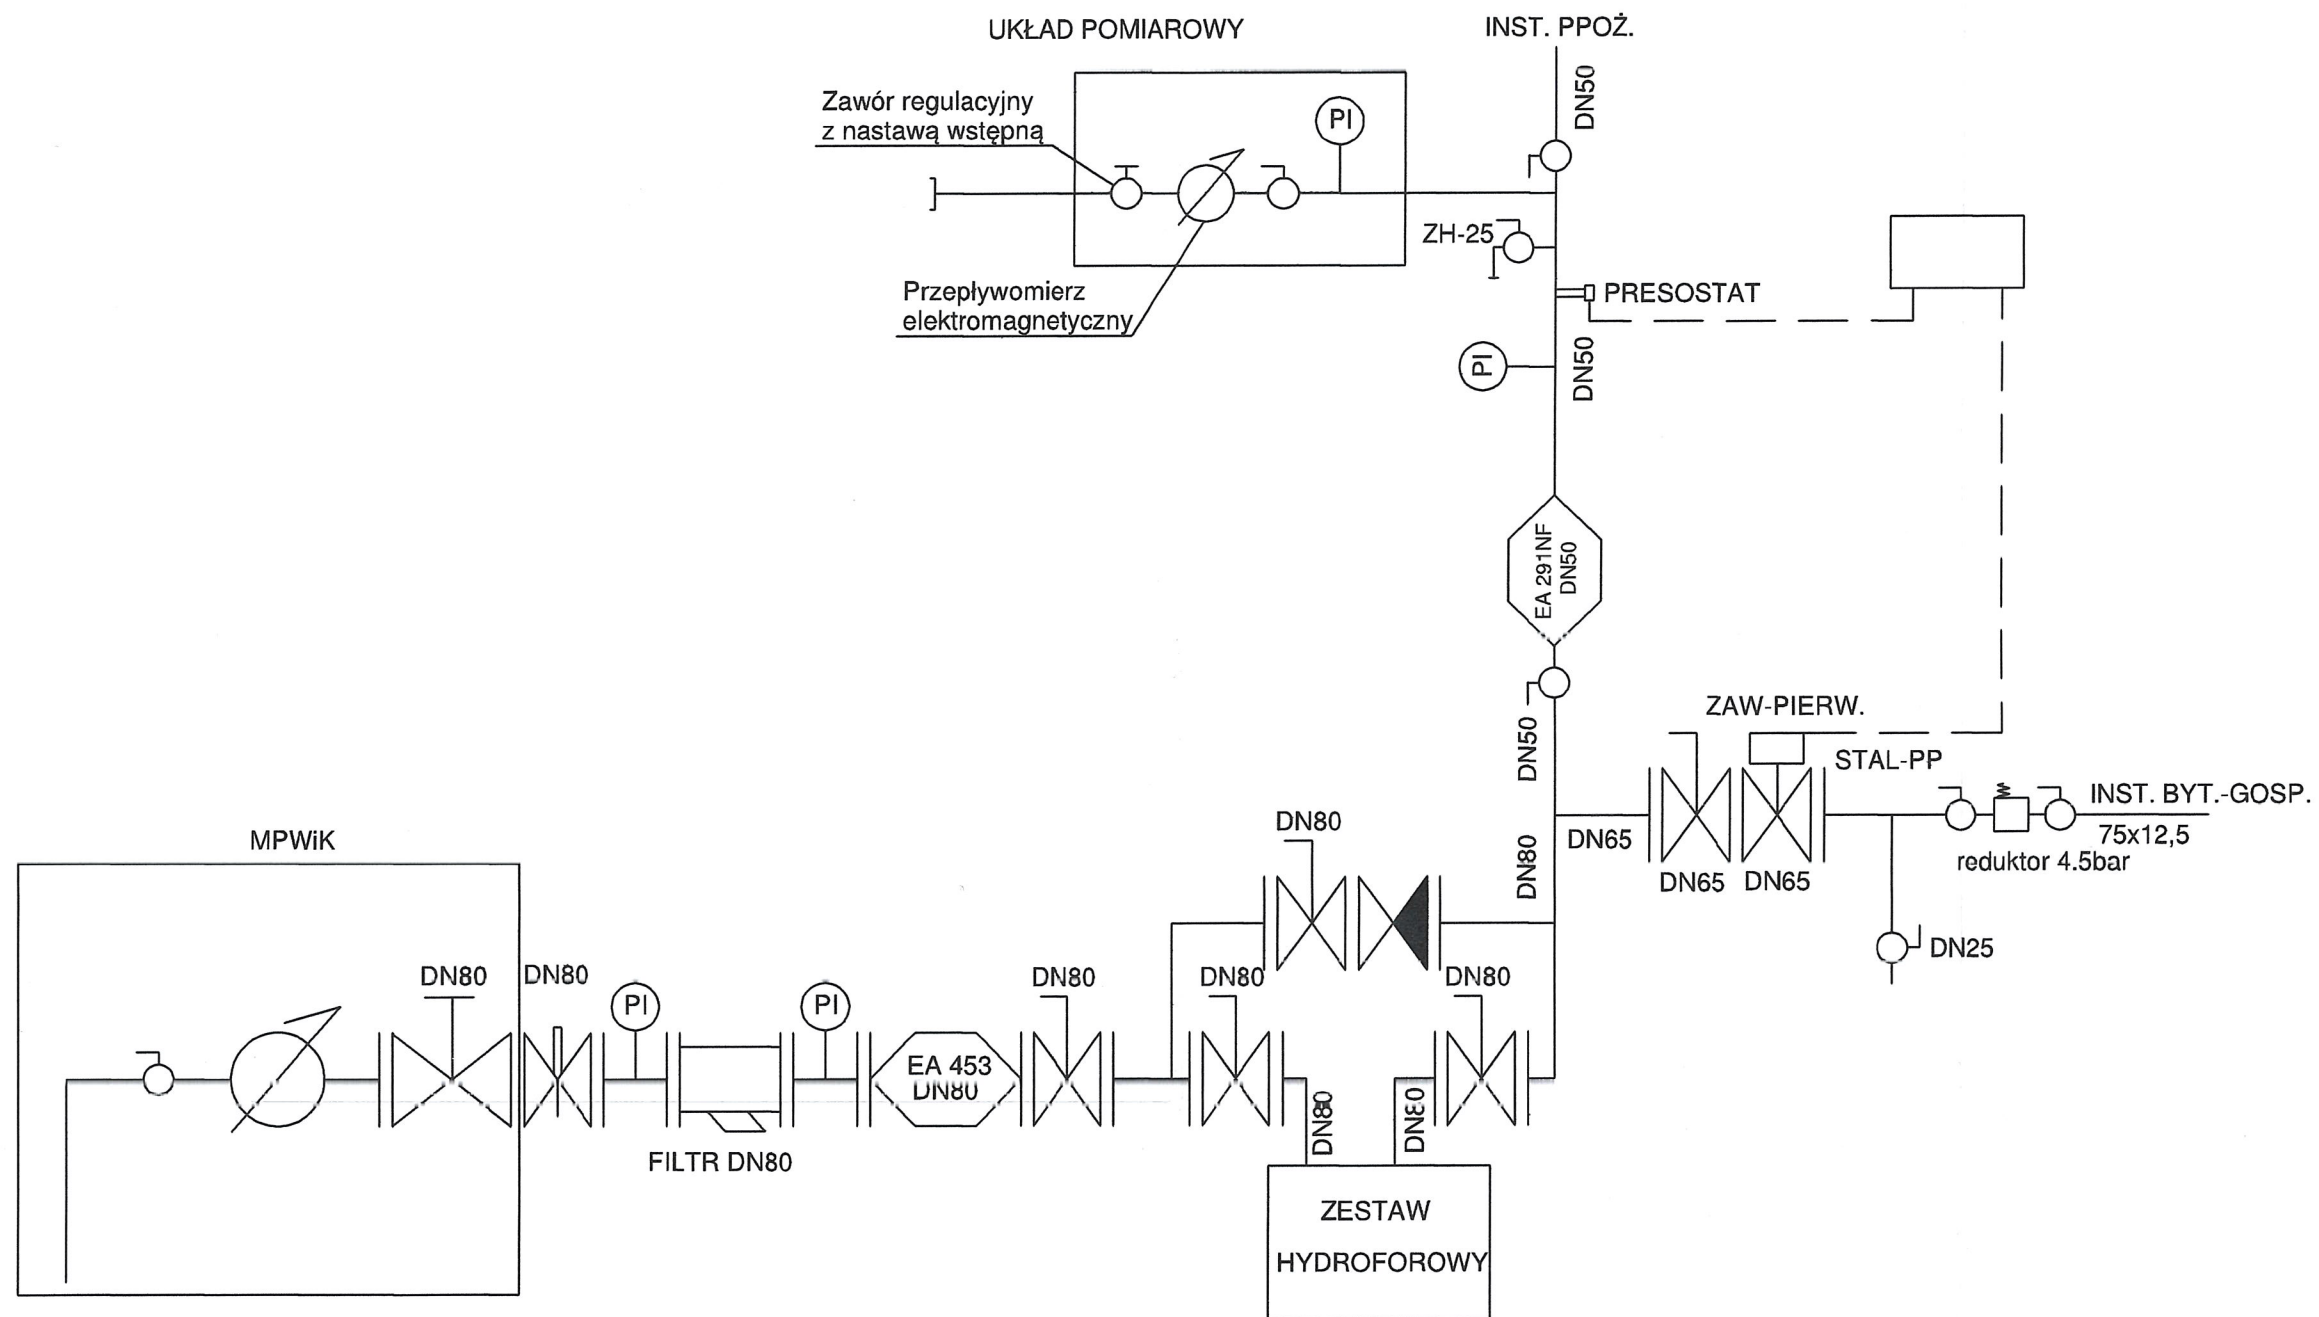 UKŁAD POMIAROWY
INST. PPOŻ.
DN50
Zawór regulacyjny
z nastawą wstępną
PI
ZH-25
PRESOSTAT
Przepływomierz
elektromagnetyczny
PI
DN50
EA 291NF
DN50
DN50
ZAW-PIERW.
STAL-PP
INST. BYT.-GOSP.
75x12,5
reduktor 4.5bar
DN65
DN65
DN65
DN25
DN80
DN80
MPWiK
DN80
DN80
PI
PI
DN80
DN80
DN80
EA 453
DN80
FILTR DN80
DN80
DN80
ZESTAW
HYDROFOROWY